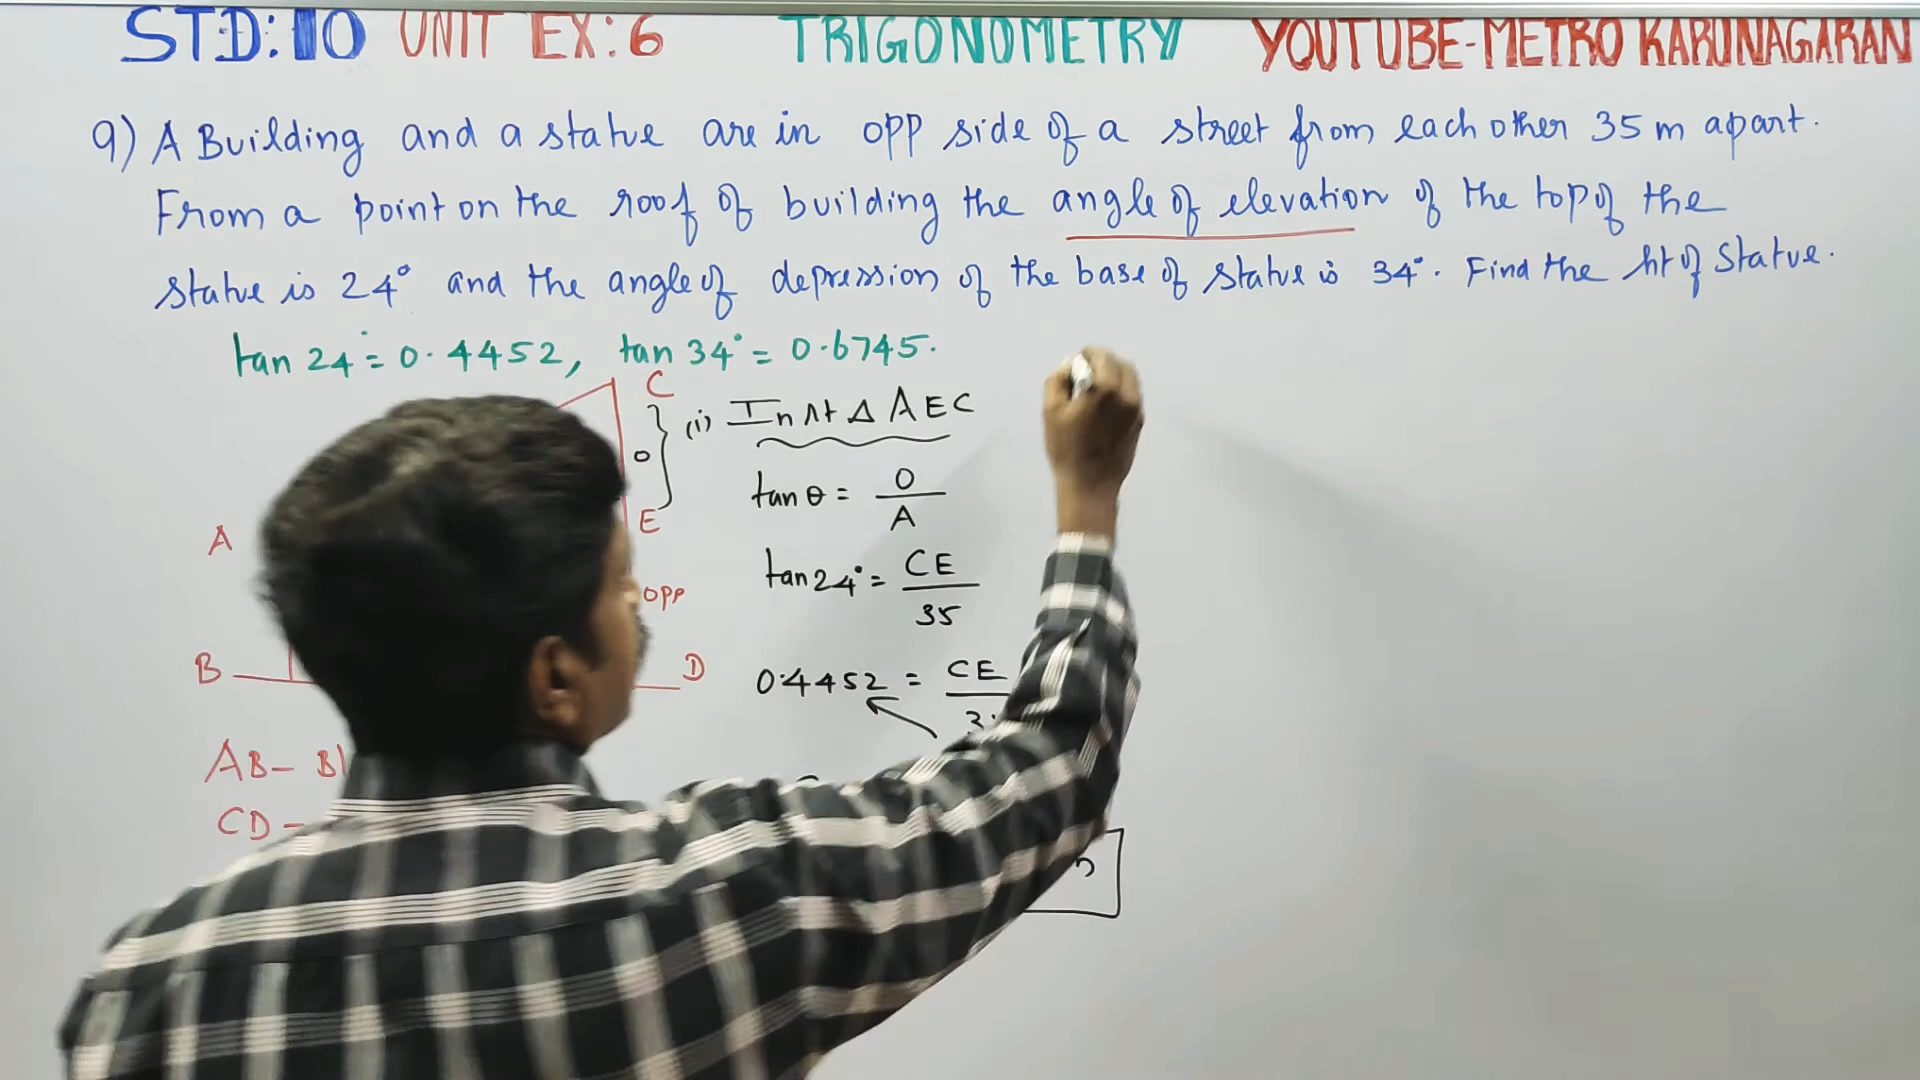 STD:10 UNIT EX:6 TRIGONOMETRY YOUTUBE-METRO KARUNAGARAN
9) A Building and a statue are in opp side of a street from each other 35 m apart.
From a point on the roof of building the angle of elevation of the top of the
statue is 24° and the angle of depression of the base of statue is 34°. Find the ht of statue.
tan 24° = 0.4452, tan 34° = 0.6745.
C
(i) In rt Δ AEC
O
tan θ = O/A
E
A
tan 24° = CE/35
opp
B
D
0.4452 = CE
AB - Bl
CD -